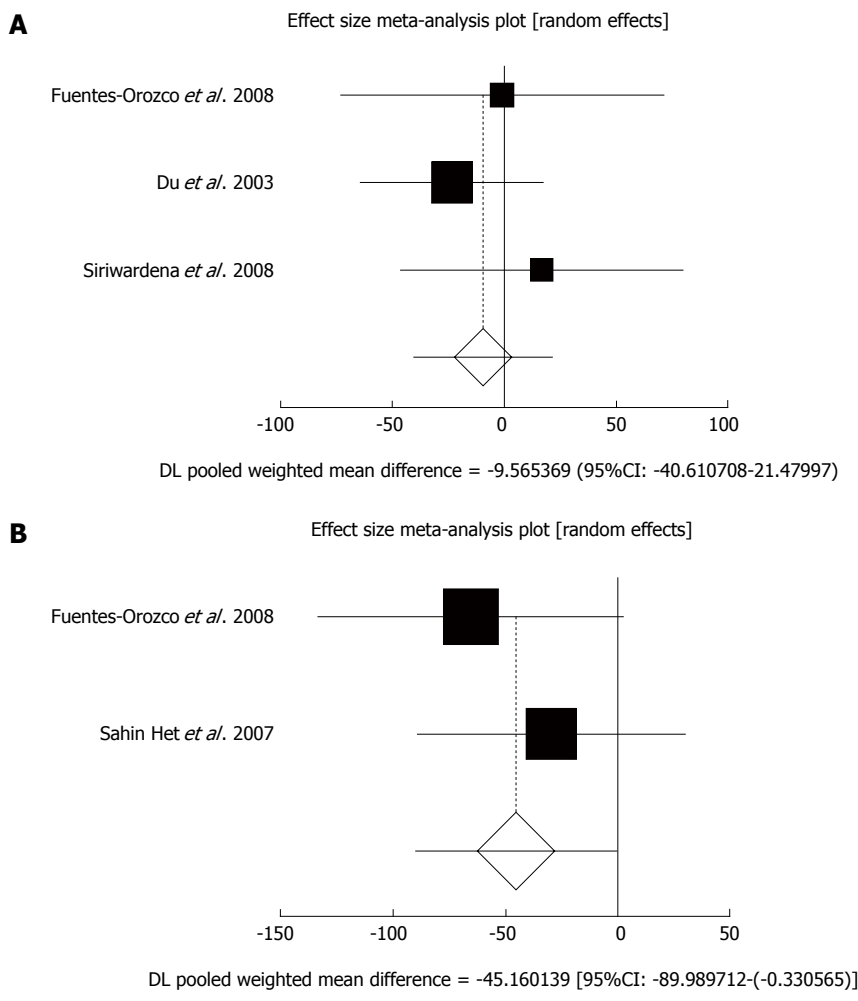 A
Effect size meta-analysis plot [random effects]
Fuentes-Orozco et al. 2008
Du et al. 2003
Siriwardena et al. 2008
-100 -50 0 50 100
DL pooled weighted mean difference = -9.565369 (95%CI: -40.610708-21.47997)
B
Effect size meta-analysis plot [random effects]
Fuentes-Orozco et al. 2008
Sahin Het et al. 2007
-150 -100 -50 0 50
DL pooled weighted mean difference = -45.160139 [95%CI: -89.989712-(-0.330565)]